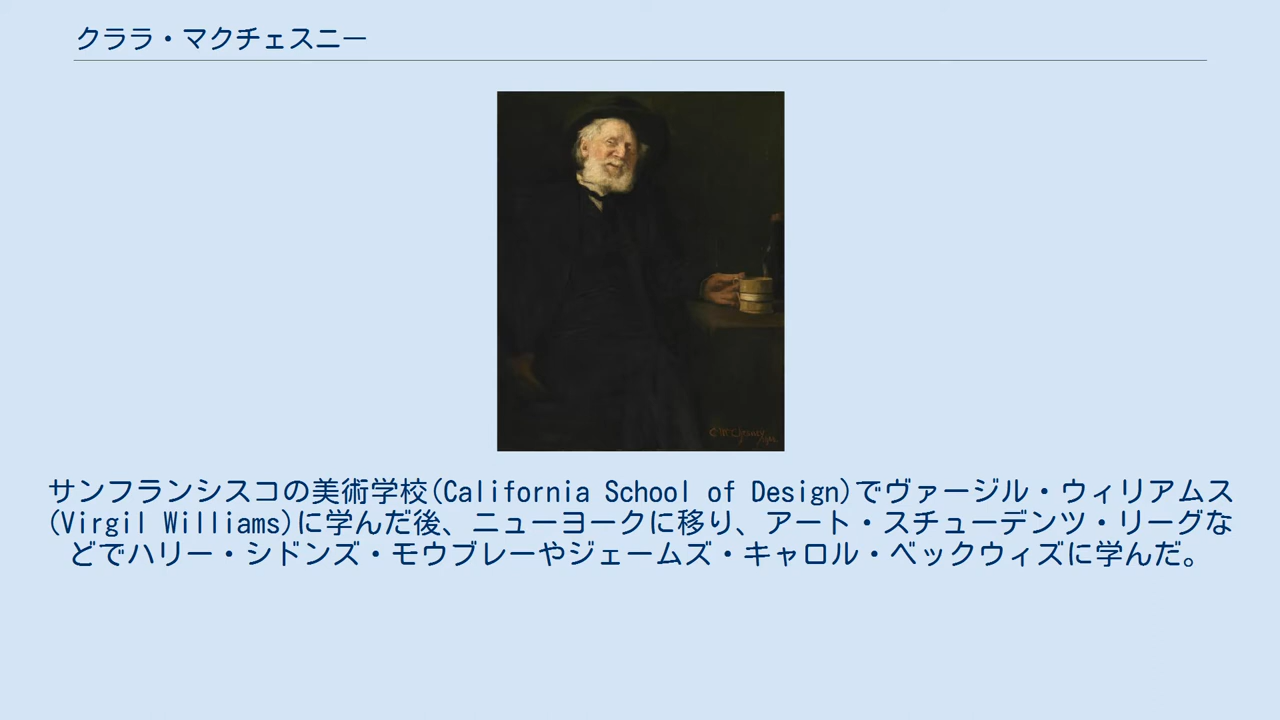 クララ・マクチェスニー
C·McChesney
サンフランシスコの美術学校(California School of Design)でヴァージル・ウィリアムス
(Virgil Williams)に学んだ後、ニューヨークに移り、アート・スチューデンツ・リーグな
どでハリー・シドンズ・モウブレーやジェームズ・キャロル・ベックウィズに学んだ。